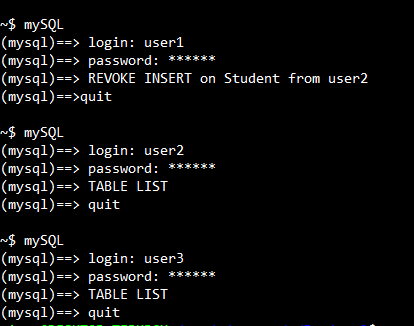 ~$ mySQL
(mysql)==> login: user1
(mysql)==> password: ******
(mysql)==> REVOKE INSERT on Student from user2
(mysql)==>quit
~$ mySQL
(mysql)==> login: user2
(mysql)==> password: ******
(mysql)==> TABLE LIST
(mysql)==> quit
~$ mySQL
(mysql)==> login: user3
(mysql)==> password: ******
(mysql)==> TABLE LIST
(mysql)==> quit